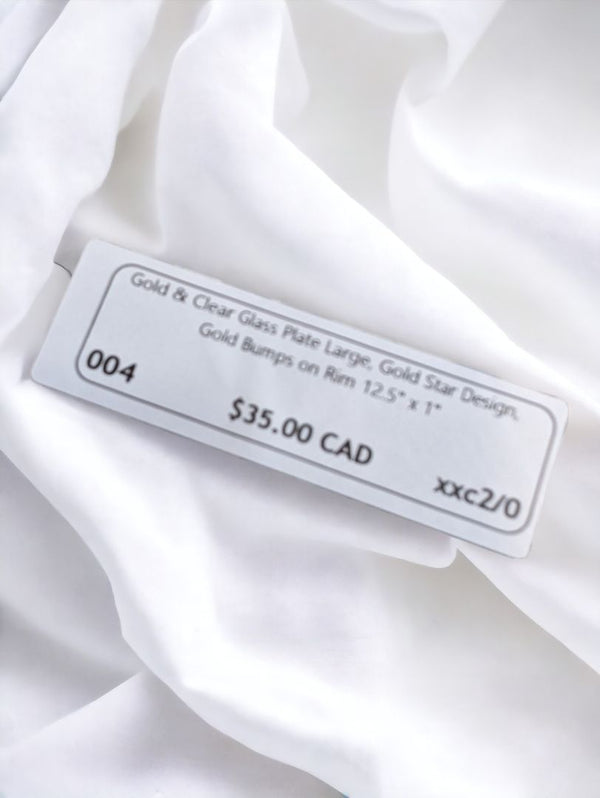 Gold & Clear Glass Plate Large, Gold Star Design,
Gold Bumps on Rim 12.5" x 1"
004
$35.00 CAD
xxc2/0